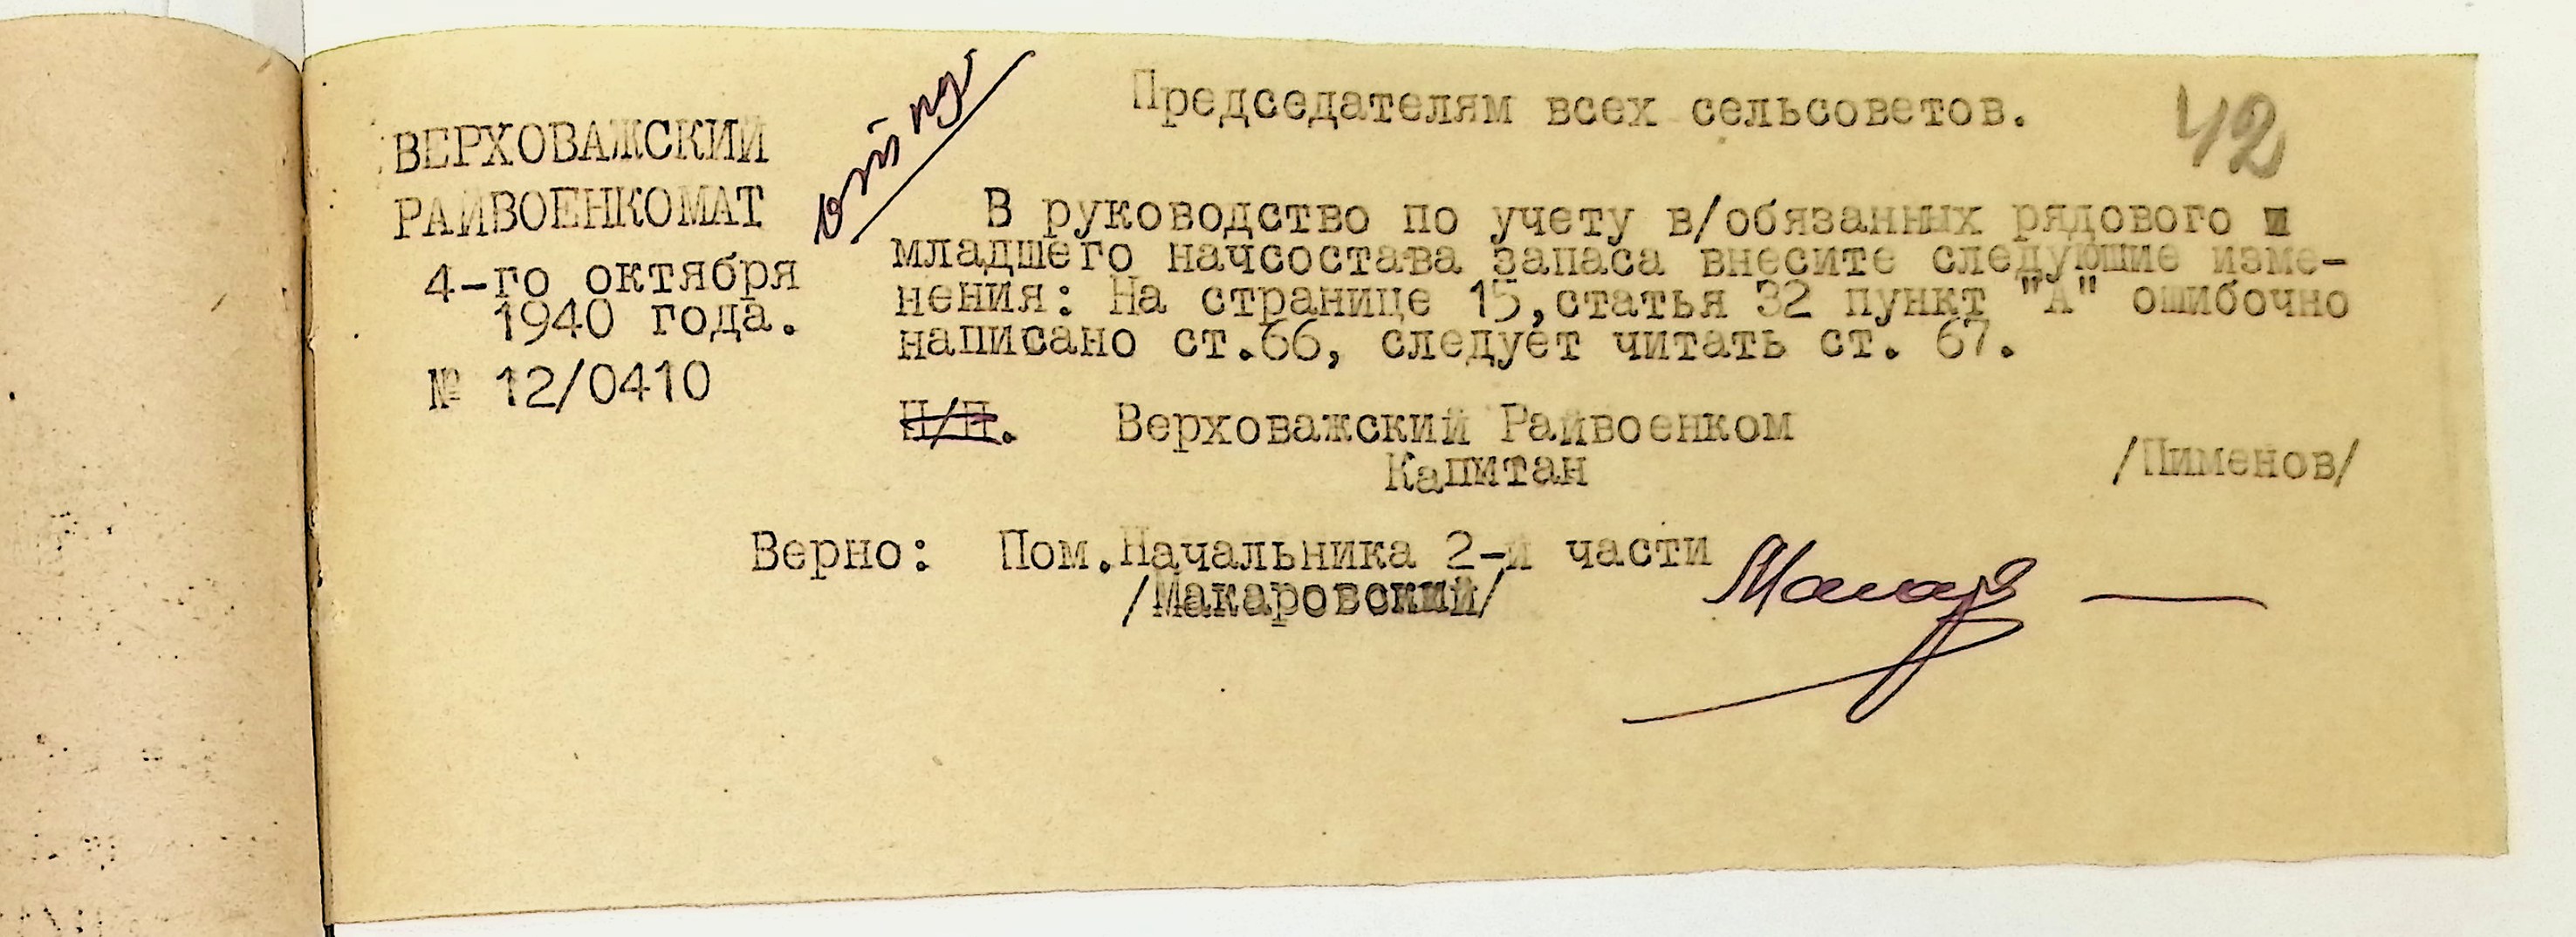 Председателям всех сельсоветов.
42
ВЕРХОВАЖСКИЙ
РАЙВОЕНКОМАТ
4-го октября
1940 года.
№ 12/0410
В руководство по учету в/обязанных рядового и
младшего начсостава запаса внесите следующие изме-
нения: На странице 15,статья 32 пункт "А" ошибочно
написано ст.66, следует читать ст. 67.
П/П. Верховажский Райвоенком
Капитан /Пименов/
Верно: Пом.Начальника 2-й части
/Макаровский/